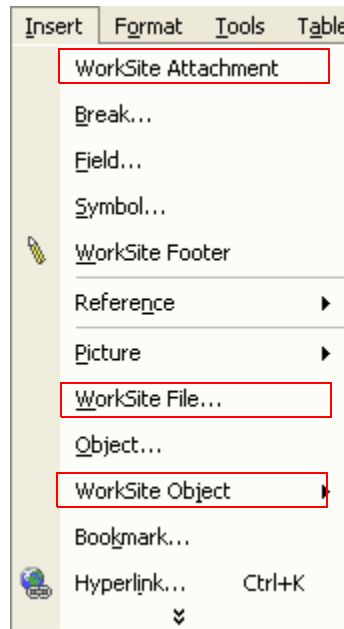 Insert Format Tools Table
WorkSite Attachment
Break...
Field...
Symbol...
WorkSite Footer
Reference
Picture
WorkSite File...
Object...
WorkSite Object
Bookmark...
Hyperlink... Ctrl+K